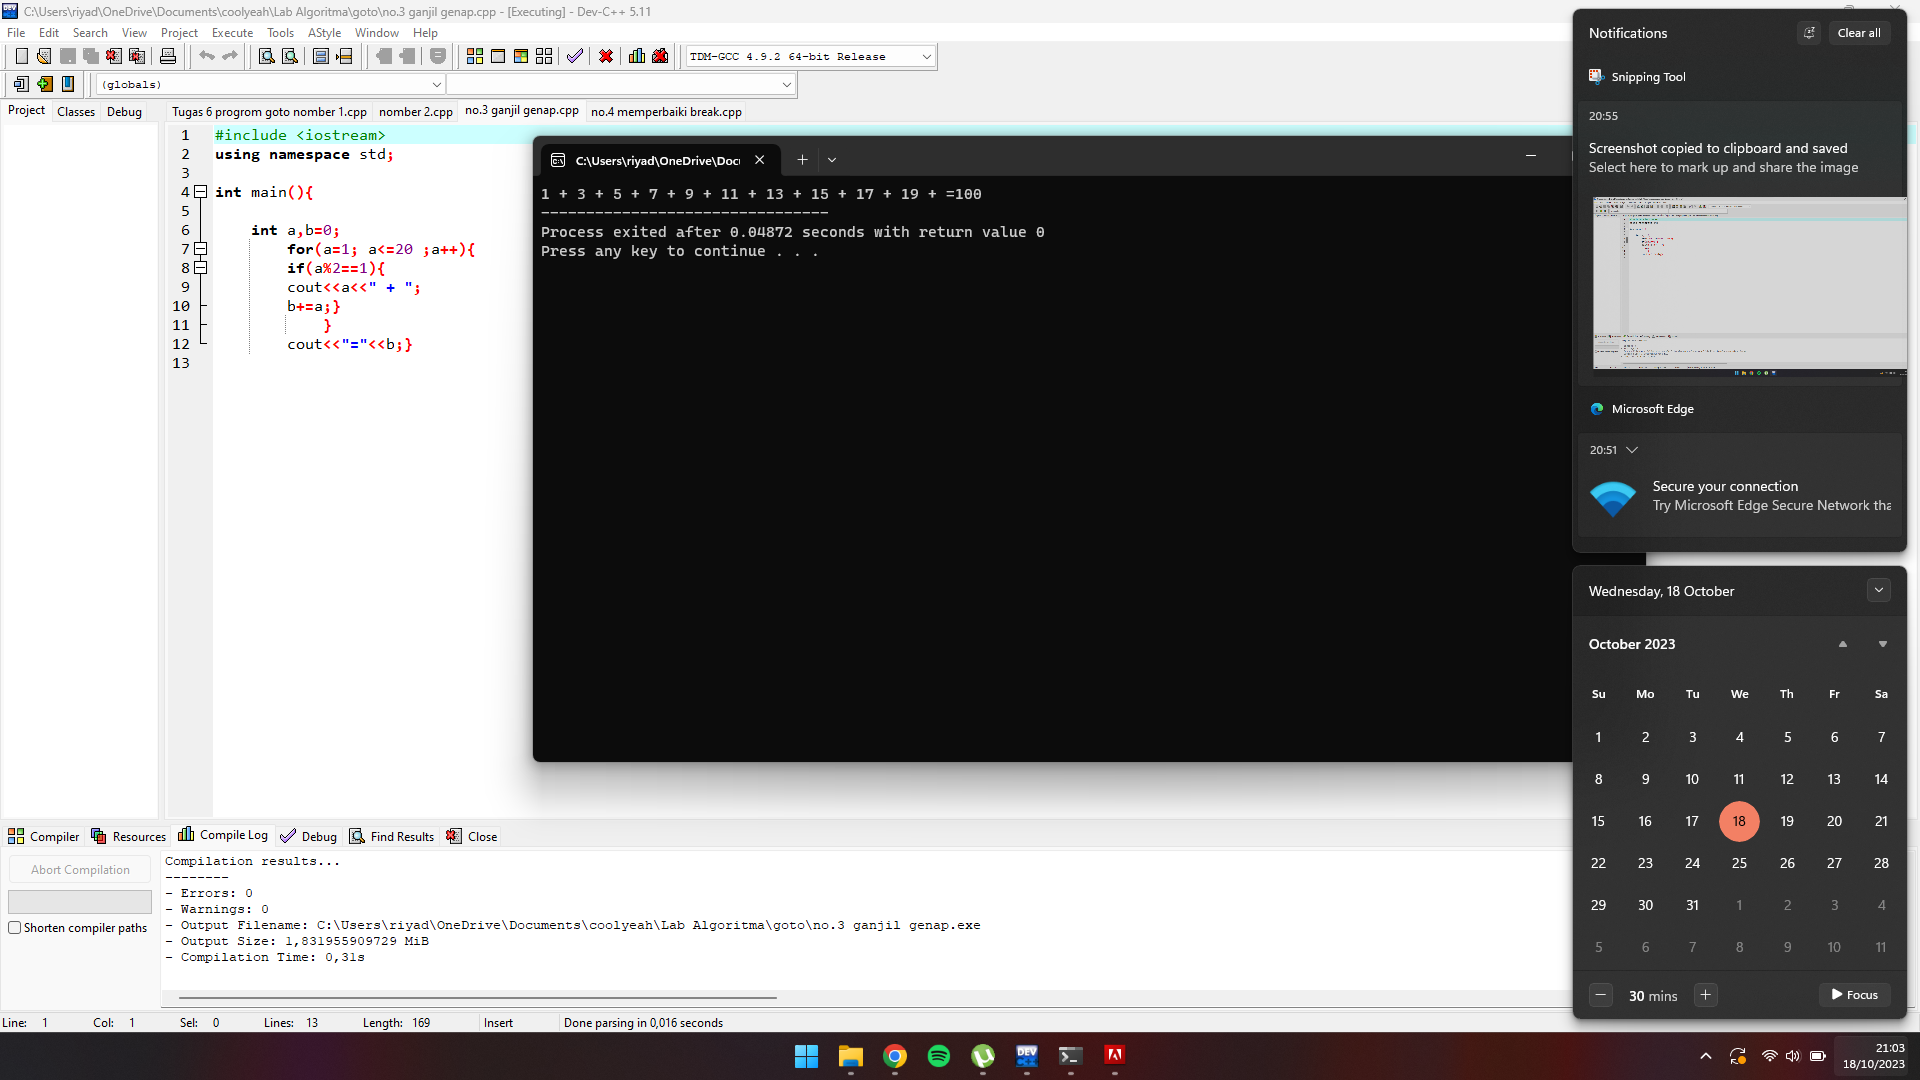 C:\Users\riyad\OneDrive\Documents\coolyeah\Lab Algoritma\goto\no.3 ganjil genap.cpp - [Executing] - Dev-C++ 5.11
File Edit Search View Project Execute Tools AStyle Window Help
TDM-GCC 4.9.2 64-bit Release
(globals)
Project Classes Debug
Tugas 6 progrom goto nomber 1.cpp nomber 2.cpp no.3 ganjil genap.cpp no.4 memperbaiki break.cpp
1 #include <iostream>
2 using namespace std;
3
4 int main(){
5
6 int a,b=0;
7 for(a=1; a<=20 ;a++){
8 if(a%2==1){
9 cout<<a<<" + ";
10 b+=a;}
11 }
12 cout<<"="<<b;}
13
C:\Users\riyad\OneDrive\Docu
1 + 3 + 5 + 7 + 9 + 11 + 13 + 15 + 17 + 19 + =100
--------------------------------
Process exited after 0.04872 seconds with return value 0
Press any key to continue . . .
Compiler Resources Compile Log Debug Find Results Close
Abort Compilation
Shorten compiler paths
Compilation results...
--------
- Errors: 0
- Warnings: 0
- Output Filename: C:\Users\riyad\OneDrive\Documents\coolyeah\Lab Algoritma\goto\no.3 ganjil genap.exe
- Output Size: 1,831955909729 MiB
- Compilation Time: 0,31s
Line: 1 Col: 1 Sel: 0 Lines: 13 Length: 169 Insert Done parsing in 0,016 seconds
Notifications Clear all
Snipping Tool
20:55
Screenshot copied to clipboard and saved
Select here to mark up and share the image
Microsoft Edge
20:51
Secure your connection
Try Microsoft Edge Secure Network tha
Wednesday, 18 October
October 2023
Su Mo Tu We Th Fr Sa
1 2 3 4 5 6 7
8 9 10 11 12 13 14
15 16 17 18 19 20 21
22 23 24 25 26 27 28
29 30 31 1 2 3 4
5 6 7 8 9 10 11
30 mins Focus
DEV
21:03
18/10/2023